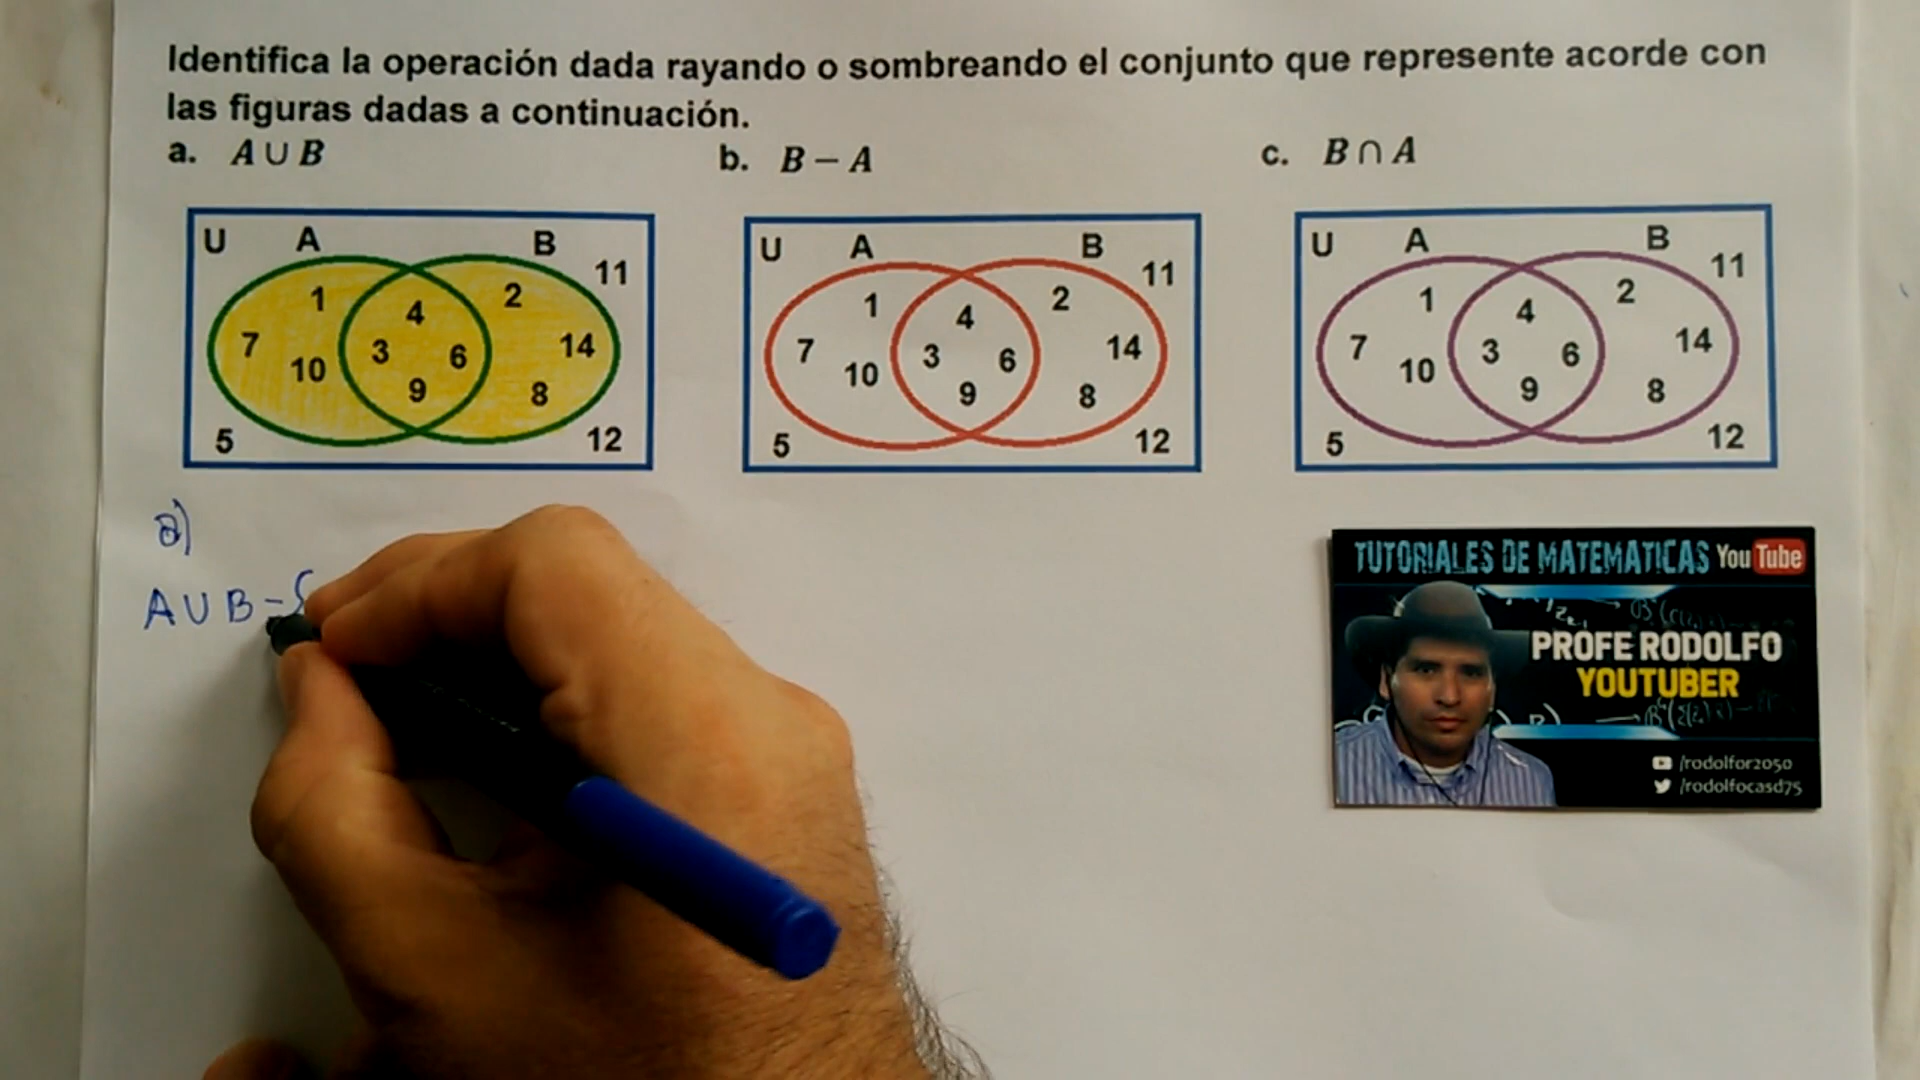 Identifica la operación dada rayando o sombreando el conjunto que represente acorde con
las figuras dadas a continuación.
a. A ∪ B
b. B − A
c. B ∩ A
U A B 11
1 4 2
7 10 3 6 14
9 8
5 12
U A B 11
1 4 2
7 10 3 6 14
9 8
5 12
U A B 11
1 4 2
7 10 3 6 14
9 8
5 12
a)
A ∪ B = {
TUTORIALES DE MATEMATICAS YouTube
PROFE RODOLFO
YOUTUBER
/rodolfor2050
/rodolfocasd75